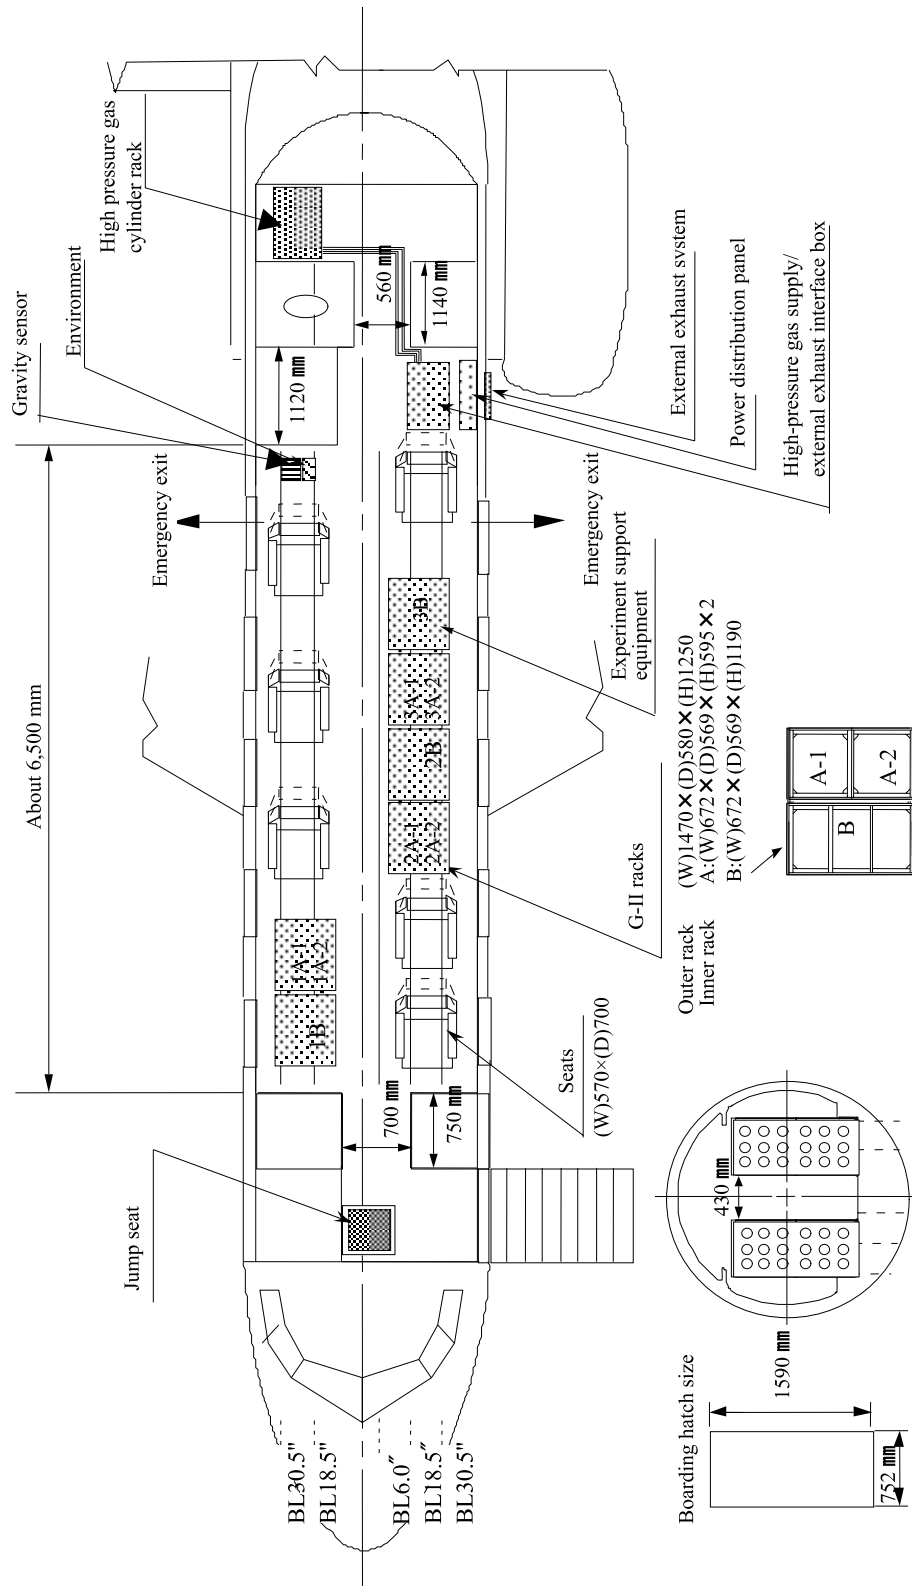 High pressure gas
cylinder rack
Environment
Gravity sensor
560 mm
1140 mm
1120 mm
External exhaust svstem
Power distribution panel
High-pressure gas supply/
external exhaust interface box
Emergency exit
Emergency exit
About 6,500 mm
Experiment support
equipment
3B
3A-1
3A-2
2B
2A-1
2A-2
1A-1
1A-2
1B
G-II racks
Outer rack (W)1470×(D)580×(H)1250
Inner rack A:(W)672×(D)569×(H)595×2
B:(W)672×(D)569×(H)1190
A-1
A-2
B
Seats
(W)570×(D)700
700 mm
750 mm
Jump seat
430 mm
1590 mm
Boarding hatch size
752 mm
BL30.5"
BL18.5"
BL6.0"
BL18.5"
BL30.5"